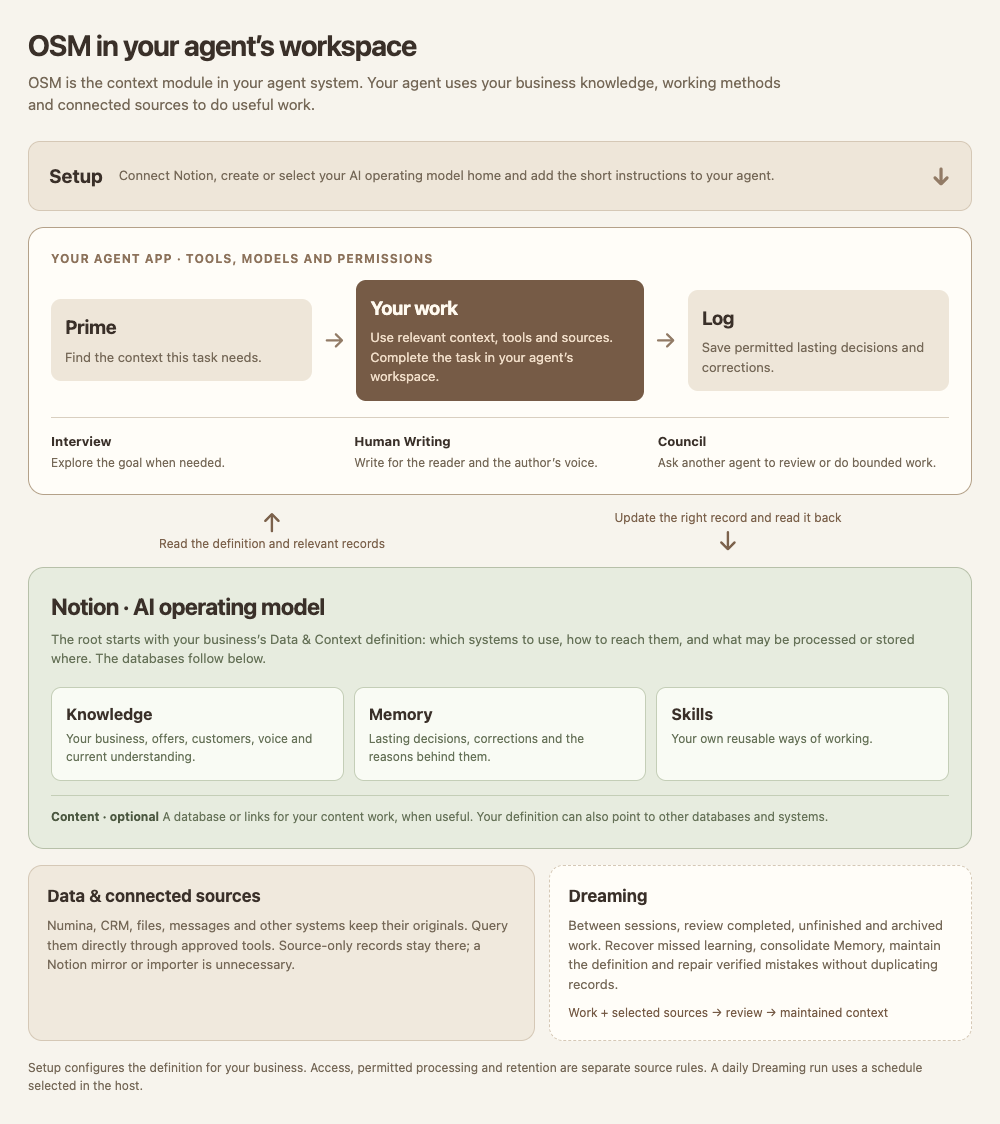 OSM in your agent’s workspace
OSM is the context module in your agent system. Your agent uses your business knowledge, working methods
and connected sources to do useful work.
Setup
Connect Notion, create or select your AI operating model home and add the short instructions to your agent.
↓
YOUR AGENT APP · TOOLS, MODELS AND PERMISSIONS
Prime
Find the context this task needs.
→
Your work
Use relevant context, tools and sources.
Complete the task in your agent’s
workspace.
→
Log
Save permitted lasting decisions and
corrections.
Interview
Explore the goal when needed.
Human Writing
Write for the reader and the author’s voice.
Council
Ask another agent to review or do bounded work.
↑
Read the definition and relevant records
Update the right record and read it back
↓
Notion · AI operating model
The root starts with your business’s Data & Context definition: which systems to use, how to reach them, and what may be processed or stored
where. The databases follow below.
Knowledge
Your business, offers, customers, voice and
current understanding.
Memory
Lasting decisions, corrections and the
reasons behind them.
Skills
Your own reusable ways of working.
Content · optional A database or links for your content work, when useful. Your definition can also point to other databases and systems.
Data & connected sources
Numina, CRM, files, messages and other systems keep their originals. Query
them directly through approved tools. Source-only records stay there; a
Notion mirror or importer is unnecessary.
Dreaming
Between sessions, review completed, unfinished and archived
work. Recover missed learning, consolidate Memory, maintain
the definition and repair verified mistakes without duplicating
records.
Work + selected sources → review → maintained context
Setup configures the definition for your business. Access, permitted processing and retention are separate source rules. A daily Dreaming run uses a schedule
selected in the host.